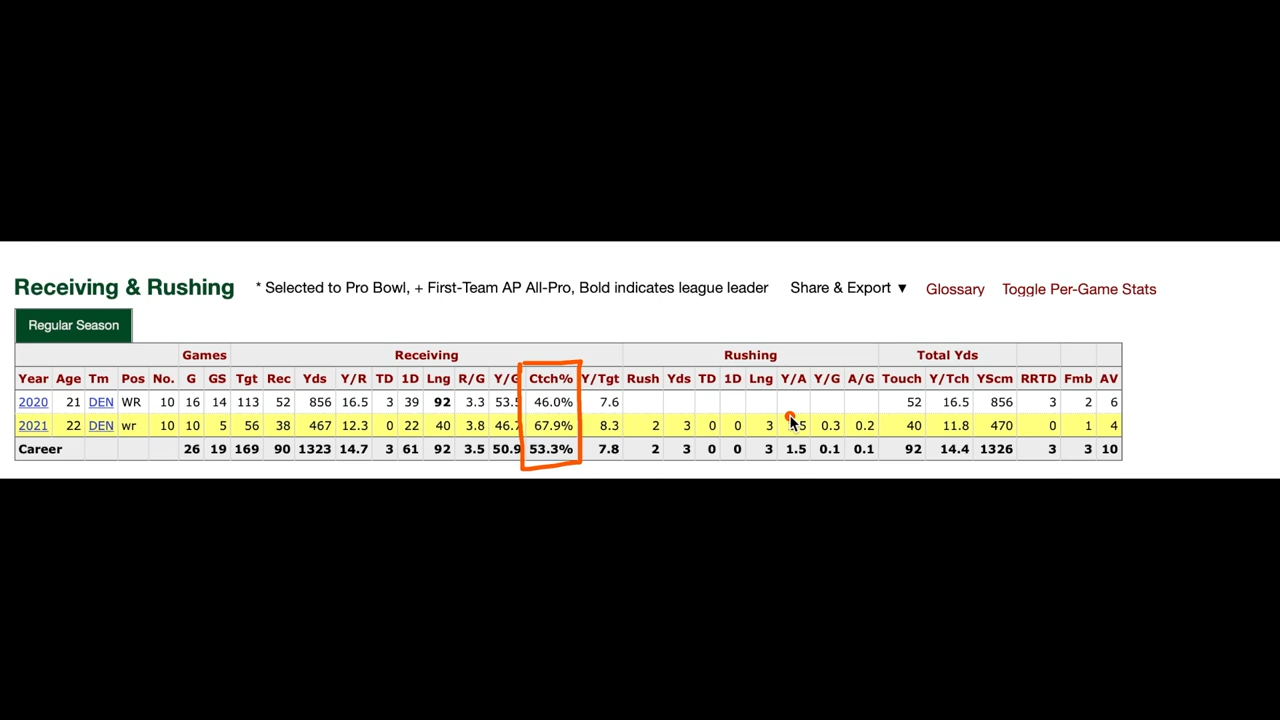 Receiving & Rushing * Selected to Pro Bowl, + First-Team AP All-Pro, Bold indicates league leader Share & Export ▼ Glossary Toggle Per-Game Stats
Regular Season
Games Receiving Rushing Total Yds
Year Age Tm Pos No. G GS Tgt Rec Yds Y/R TD 1D Lng R/G Y/G Ctch% Y/Tgt Rush Yds TD 1D Lng Y/A Y/G A/G Touch Y/Tch YScm RRTD Fmb AV
2020 21 DEN WR 10 16 14 113 52 856 16.5 3 39 92 3.3 53.5 46.0% 7.6 52 16.5 856 3 2 6
2021 22 DEN wr 10 10 5 56 38 467 12.3 0 22 40 3.8 46.7 67.9% 8.3 2 3 0 0 3 0.3 0.2 40 11.8 470 0 1 4
Career 26 19 169 90 1323 14.7 3 61 92 3.5 50.9 53.3% 7.8 2 3 0 0 3 1.5 0.1 0.1 92 14.4 1326 3 3 10